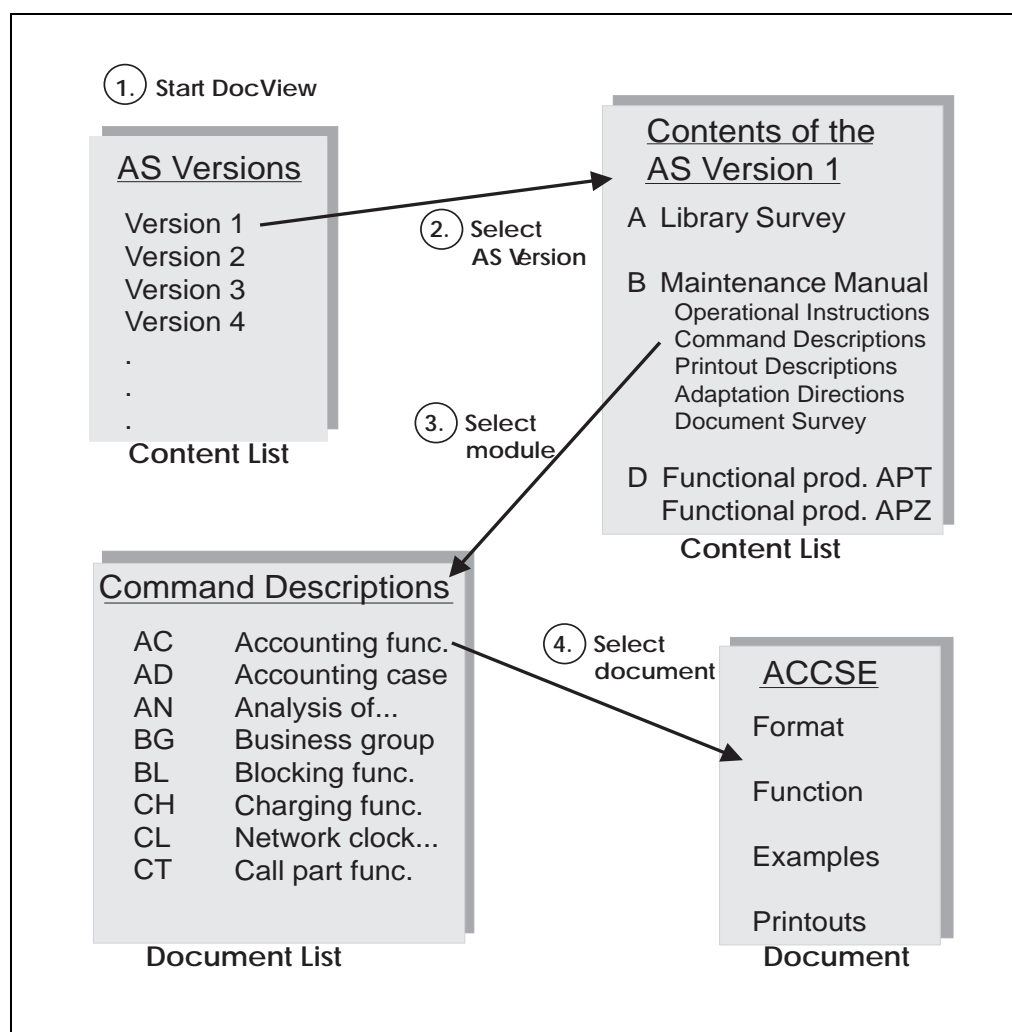 1. Start DocView
AS Versions
Version 1
Version 2
Version 3
Version 4
.
.
.
Content List
2. Select
AS Version
Contents of the
AS Version 1
A Library Survey
B Maintenance Manual
Operational Instructions
Command Descriptions
Printout Descriptions
Adaptation Directions
Document Survey
D Functional prod. APT
Functional prod. APZ
Content List
3. Select
module
Command Descriptions
AC Accounting func.
AD Accounting case
AN Analysis of...
BG Business group
BL Blocking func.
CH Charging func.
CL Network clock...
CT Call part func.
Document List
4. Select
document
ACCSE
Format
Function
Examples
Printouts
Document